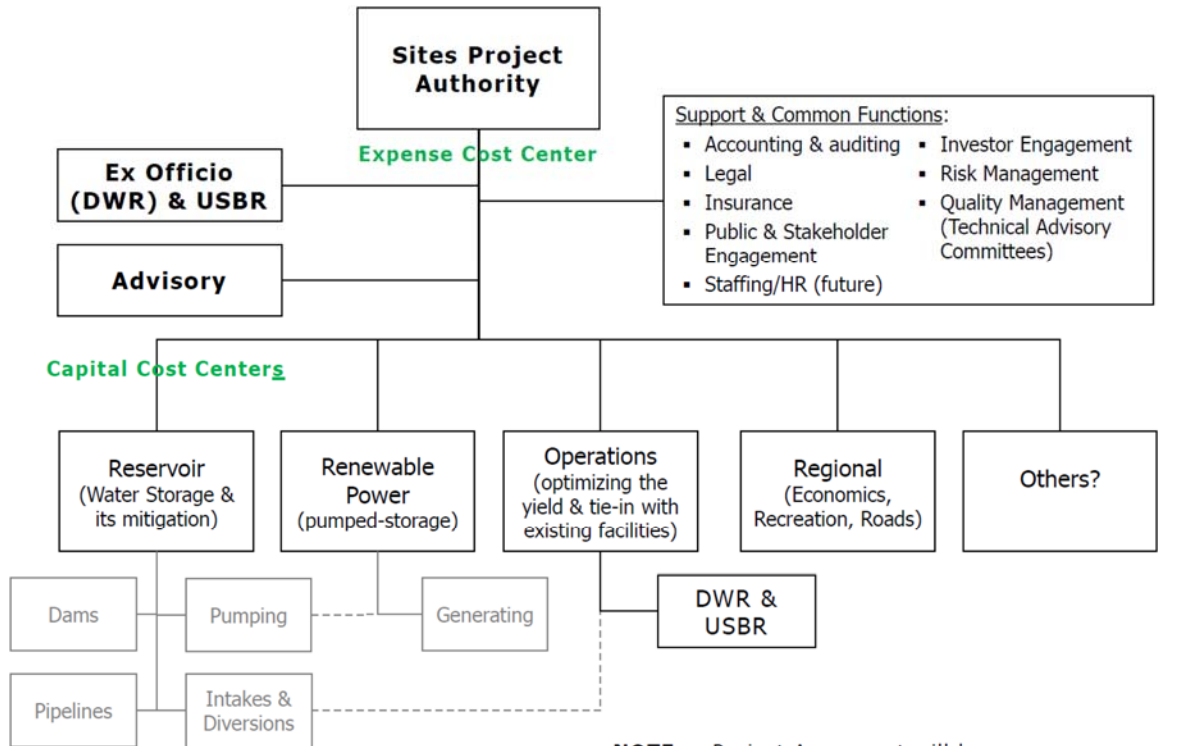 Sites Project
Authority
Expense Cost Center
Ex Officio
(DWR) & USBR
Advisory
Support & Common Functions:
▪ Accounting & auditing
▪ Legal
▪ Insurance
▪ Public & Stakeholder
Engagement
▪ Staffing/HR (future)
▪ Investor Engagement
▪ Risk Management
▪ Quality Management
(Technical Advisory
Committees)
Capital Cost Centers
Reservoir
(Water Storage &
its mitigation)
Renewable
Power
(pumped-storage)
Operations
(optimizing the
yield & tie-in with
existing facilities)
Regional
(Economics,
Recreation, Roads)
Others?
Dams
Pumping
Generating
DWR &
USBR
Pipelines
Intakes &
Diversions